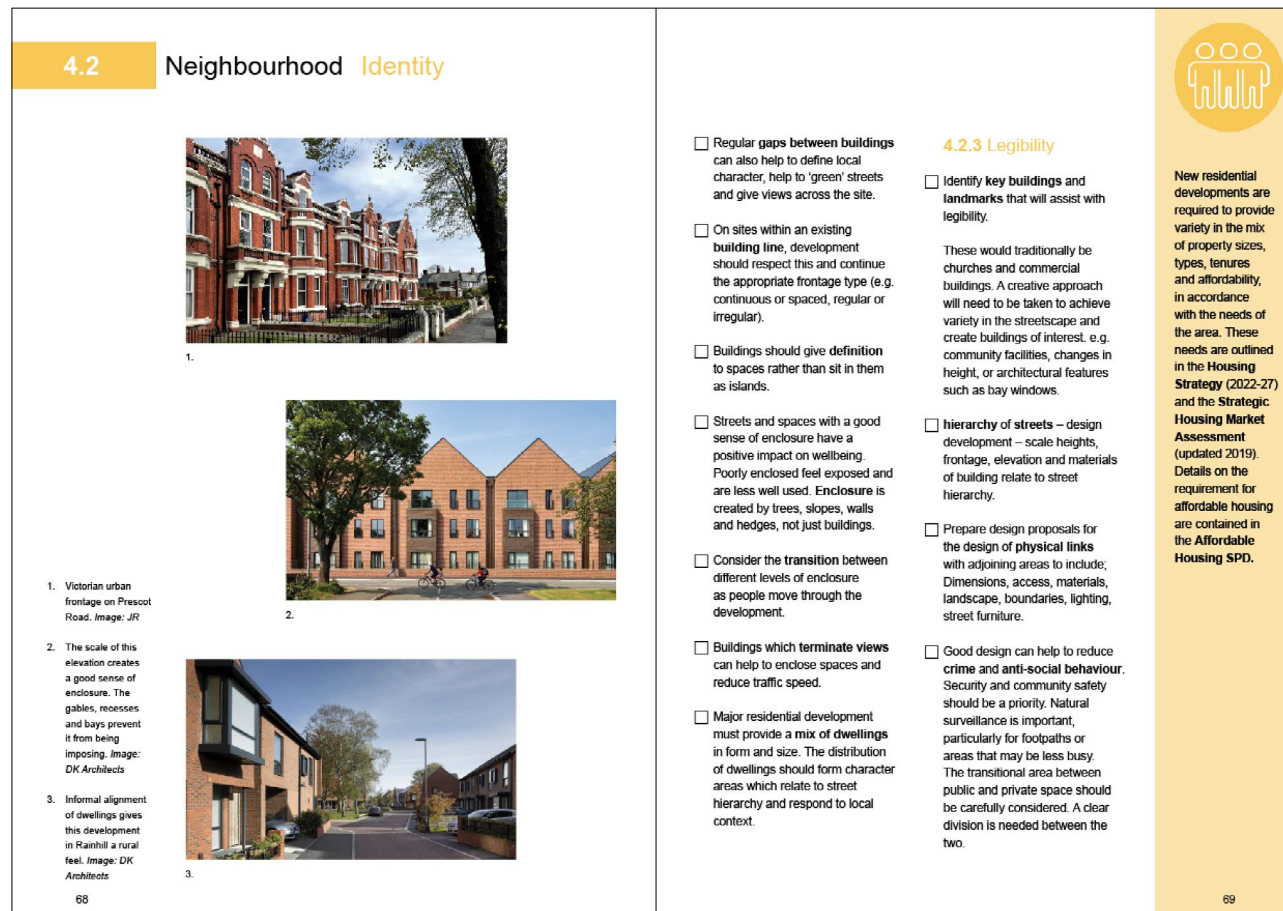 4.2
Neighbourhood Identity
1.
2.
3.
1. Victorian urban
frontage on Prescot
Road. Image: JR
2. The scale of this
elevation creates
a good sense of
enclosure. The
gables, recesses
and bays prevent
it from being
imposing. Image:
DK Architects
3. Informal alignment
of dwellings gives
this development
in Rainhill a rural
feel. Image: DK
Architects
68
Regular gaps between buildings
can also help to define local
character, help to ‘green’ streets
and give views across the site.
On sites within an existing
building line, development
should respect this and continue
the appropriate frontage type (e.g.
continuous or spaced, regular or
irregular).
Buildings should give definition
to spaces rather than sit in them
as islands.
Streets and spaces with a good
sense of enclosure have a
positive impact on wellbeing.
Poorly enclosed feel exposed and
are less well used. Enclosure is
created by trees, slopes, walls
and hedges, not just buildings.
Consider the transition between
different levels of enclosure
as people move through the
development.
Buildings which terminate views
can help to enclose spaces and
reduce traffic speed.
Major residential development
must provide a mix of dwellings
in form and size. The distribution
of dwellings should form character
areas which relate to street
hierarchy and respond to local
context.
4.2.3 Legibility
Identify key buildings and
landmarks that will assist with
legibility.
These would traditionally be
churches and commercial
buildings. A creative approach
will need to be taken to achieve
variety in the streetscape and
create buildings of interest. e.g.
community facilities, changes in
height, or architectural features
such as bay windows.
hierarchy of streets – design
development – scale heights,
frontage, elevation and materials
of building relate to street
hierarchy.
Prepare design proposals for
the design of physical links
with adjoining areas to include;
Dimensions, access, materials,
landscape, boundaries, lighting,
street furniture.
Good design can help to reduce
crime and anti-social behaviour.
Security and community safety
should be a priority. Natural
surveillance is important,
particularly for footpaths or
areas that may be less busy.
The transitional area between
public and private space should
be carefully considered. A clear
division is needed between the
two.
New residential
developments are
required to provide
variety in the mix
of property sizes,
types, tenures
and affordability,
in accordance
with the needs of
the area. These
needs are outlined
in the Housing
Strategy (2022-27)
and the Strategic
Housing Market
Assessment
(updated 2019).
Details on the
requirement for
affordable housing
are contained in
the Affordable
Housing SPD.
69